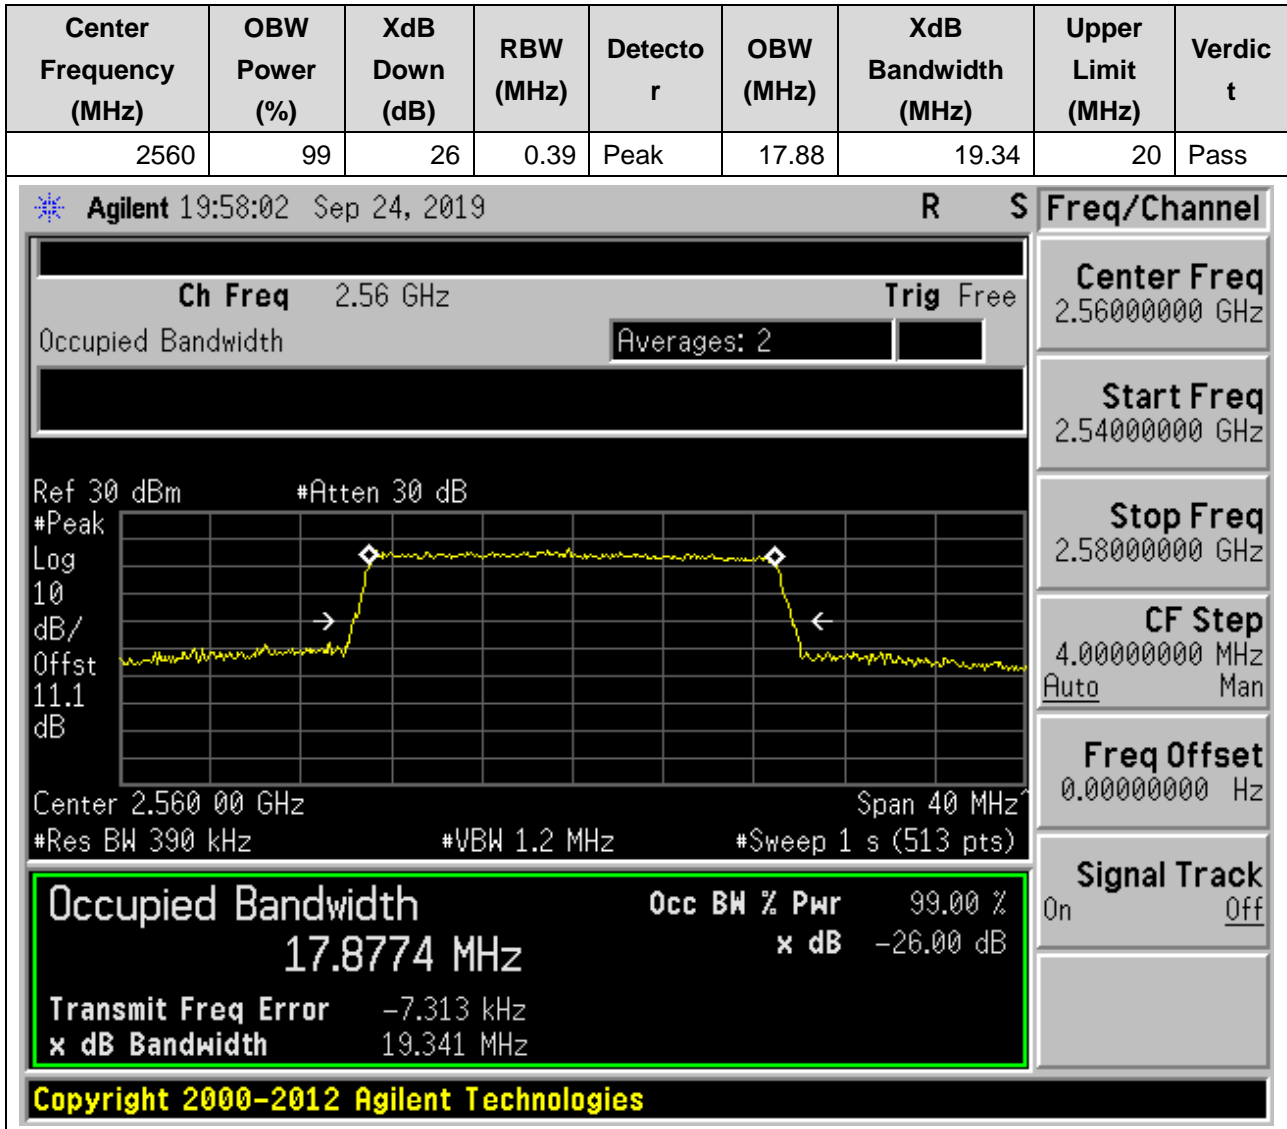 Center Frequency (MHz) OBW Power (%) XdB Down (dB) RBW (MHz) Detecto r OBW (MHz) XdB Bandwidth (MHz) Upper Limit (MHz) Verdic t
2560 99 26 0.39 Peak 17.88 19.34 20 Pass
Agilent 19:58:02 Sep 24, 2019 R S
Freq/Channel
Ch Freq 2.56 GHz Trig Free
Occupied Bandwidth Averages: 2
Center Freq
2.56000000 GHz
Start Freq
2.54000000 GHz
Stop Freq
2.58000000 GHz
CF Step
4.00000000 MHz
Auto Man
Freq Offset
0.00000000 Hz
Signal Track
On Off
Ref 30 dBm #Atten 30 dB
#Peak
Log
10
dB/
Offst
11.1
dB
Center 2.560 00 GHz Span 40 MHz^
#Res BW 390 kHz #VBW 1.2 MHz #Sweep 1 s (513 pts)
Occupied Bandwidth Occ BW % Pwr 99.00 %
17.8774 MHz x dB -26.00 dB
Transmit Freq Error -7.313 kHz
x dB Bandwidth 19.341 MHz
Copyright 2000-2012 Agilent Technologies